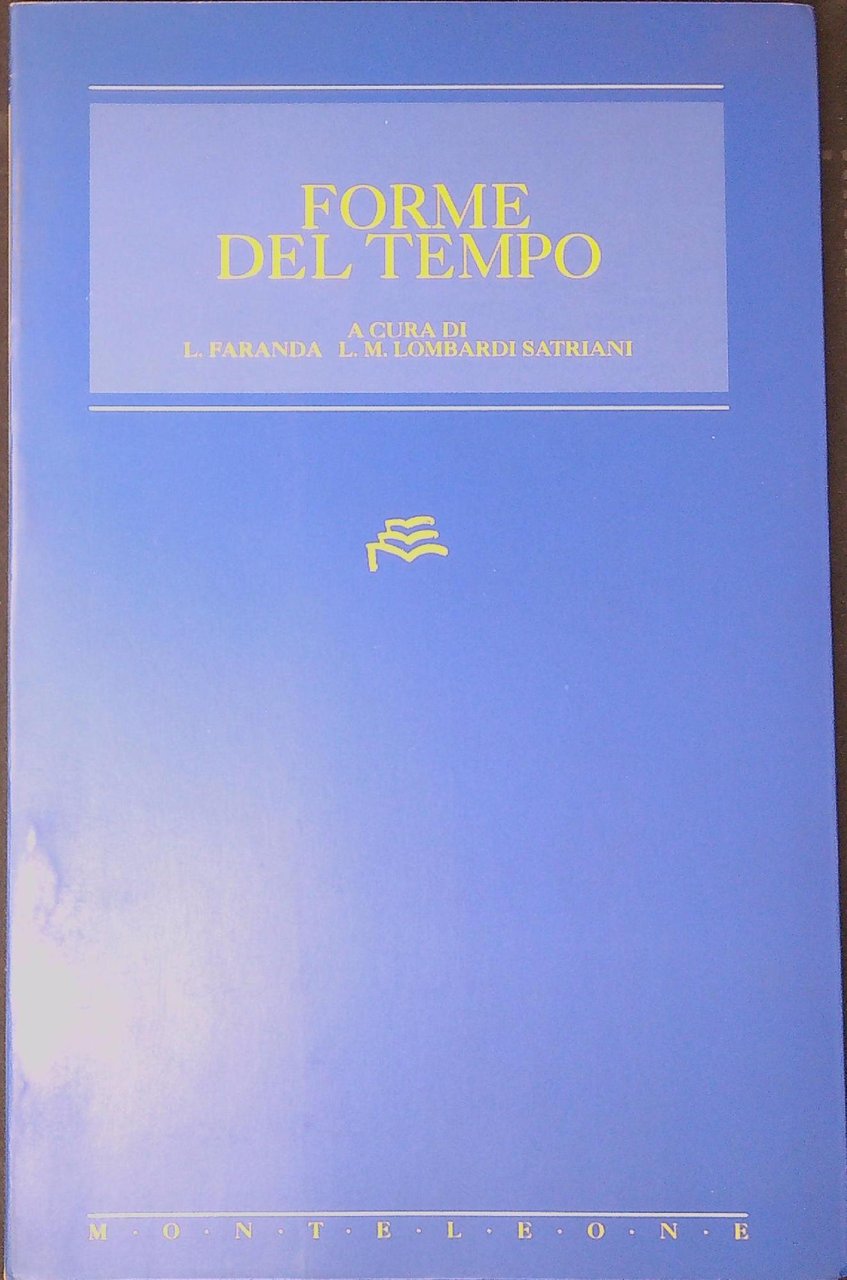 FORME
DEL TEMPO
A CURA DI
L. FARANDA L. M. LOMBARDI SATRIANI
M·O·N·T·E·L·E·O·N·E